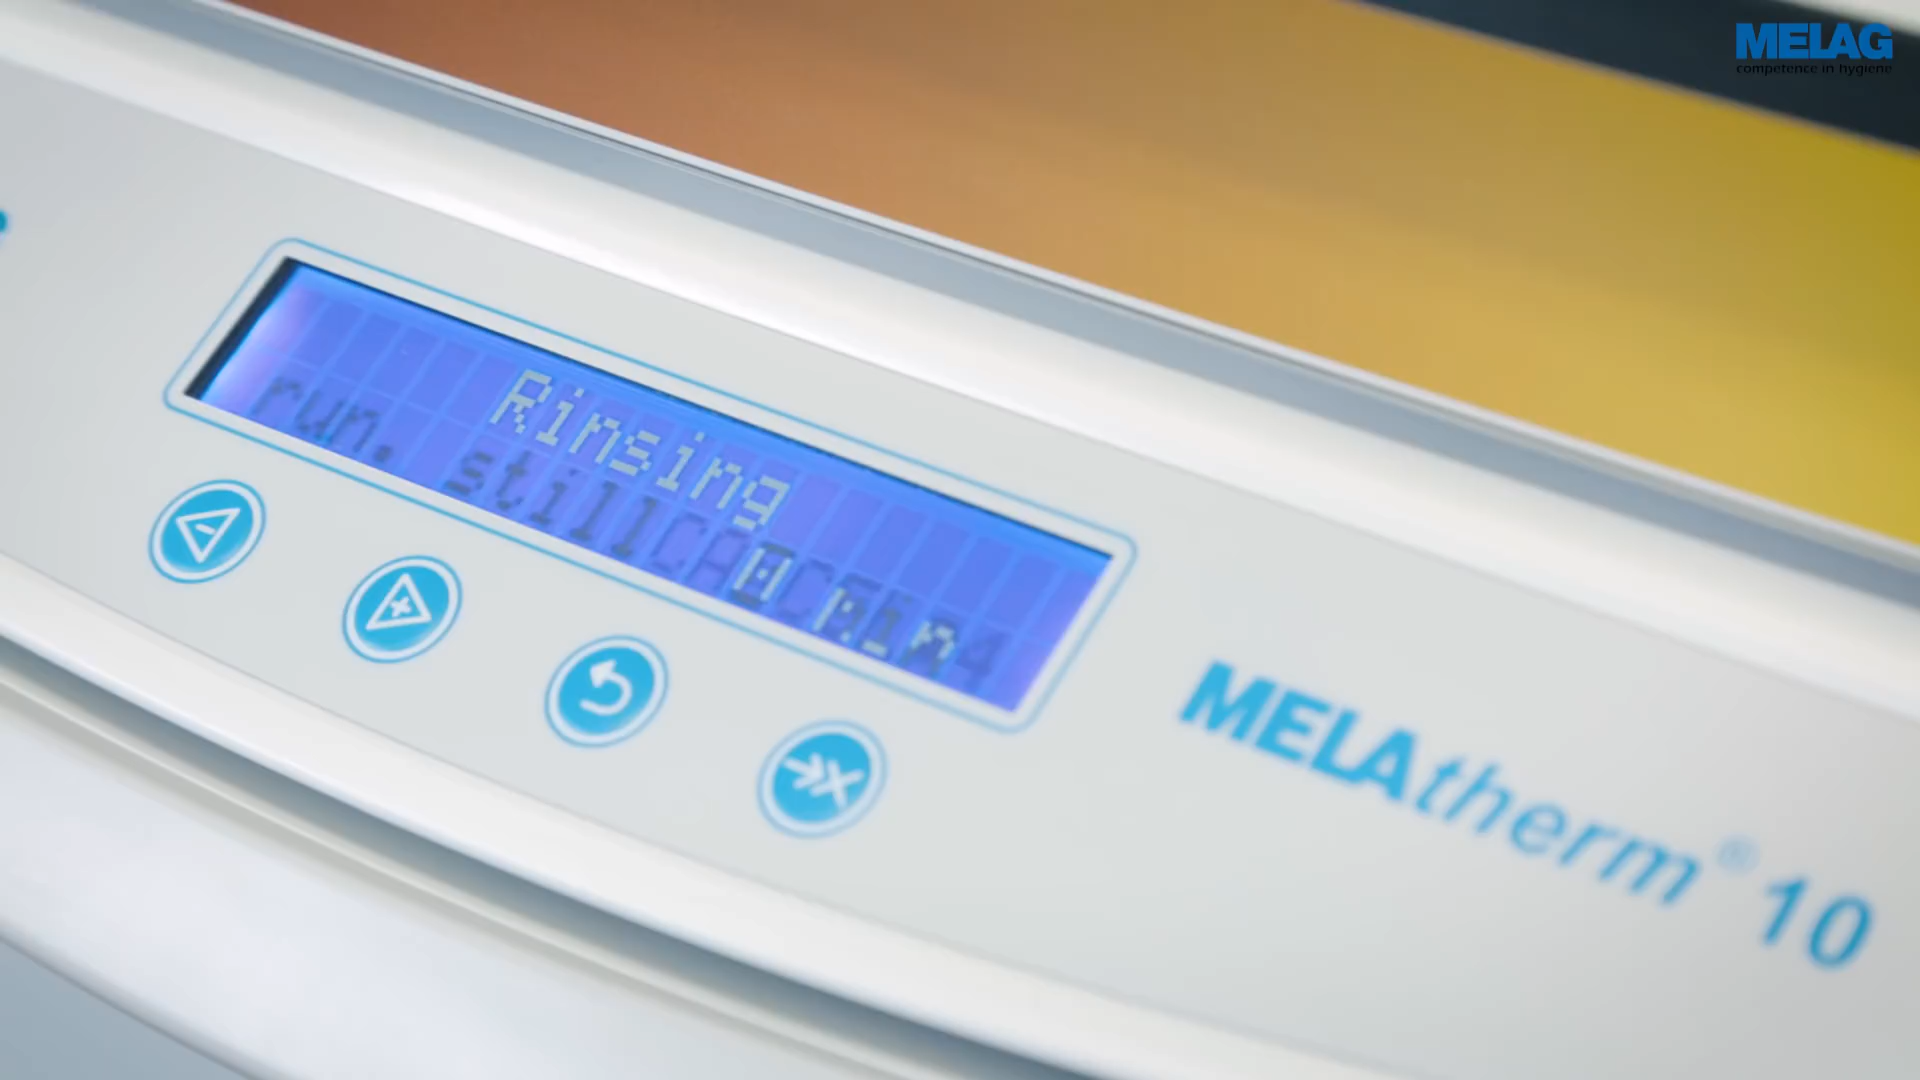 MELAG
competence in hygiene
Rinsing
run. still
MELAtherm® 10